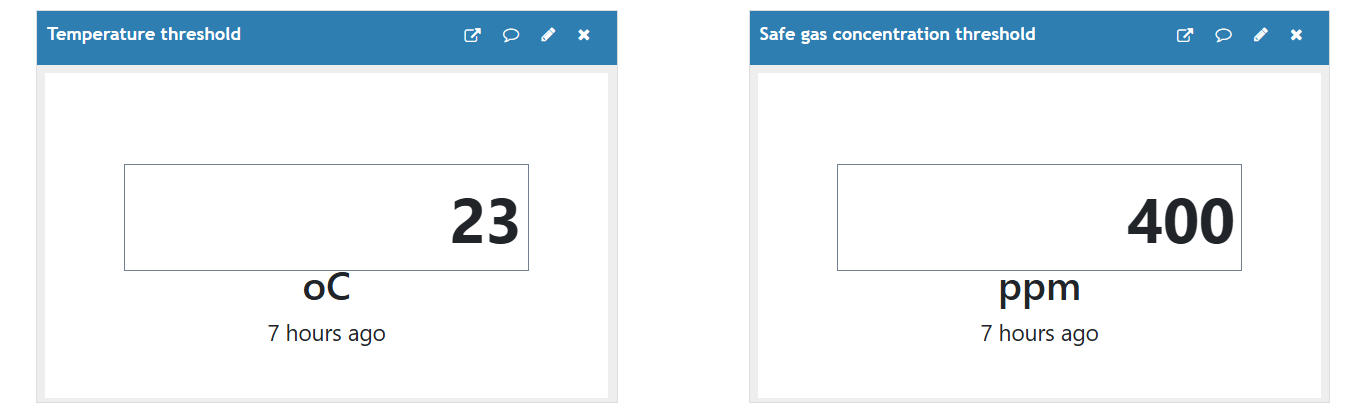 Temperature threshold
23
oC
7 hours ago
Safe gas concentration threshold
400
ppm
7 hours ago